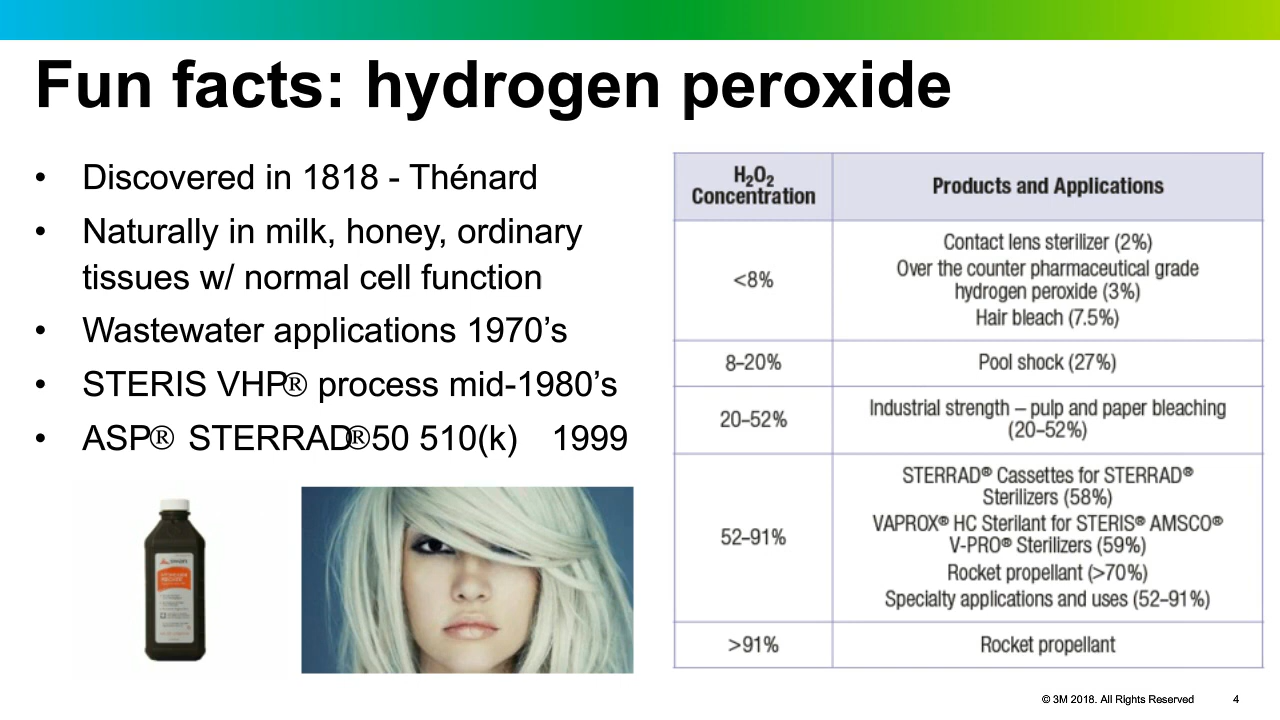 Fun facts: hydrogen peroxide
• Discovered in 1818 - Thénard
• Naturally in milk, honey, ordinary
tissues w/ normal cell function
• Wastewater applications 1970’s
• STERIS VHP® process mid-1980’s
• ASP® STERRAD®50 510(k) 1999
H₂O₂
Concentration
Products and Applications
<8%
Contact lens sterilizer (2%)
Over the counter pharmaceutical grade
hydrogen peroxide (3%)
Hair bleach (7.5%)
8–20%
Pool shock (27%)
20–52%
Industrial strength – pulp and paper bleaching
(20–52%)
52–91%
STERRAD® Cassettes for STERRAD®
Sterilizers (58%)
VAPROX® HC Sterilant for STERIS® AMSCO®
V-PRO® Sterilizers (59%)
Rocket propellant (>70%)
Specialty applications and uses (52–91%)
>91%
Rocket propellant
© 3M 2018. All Rights Reserved
4